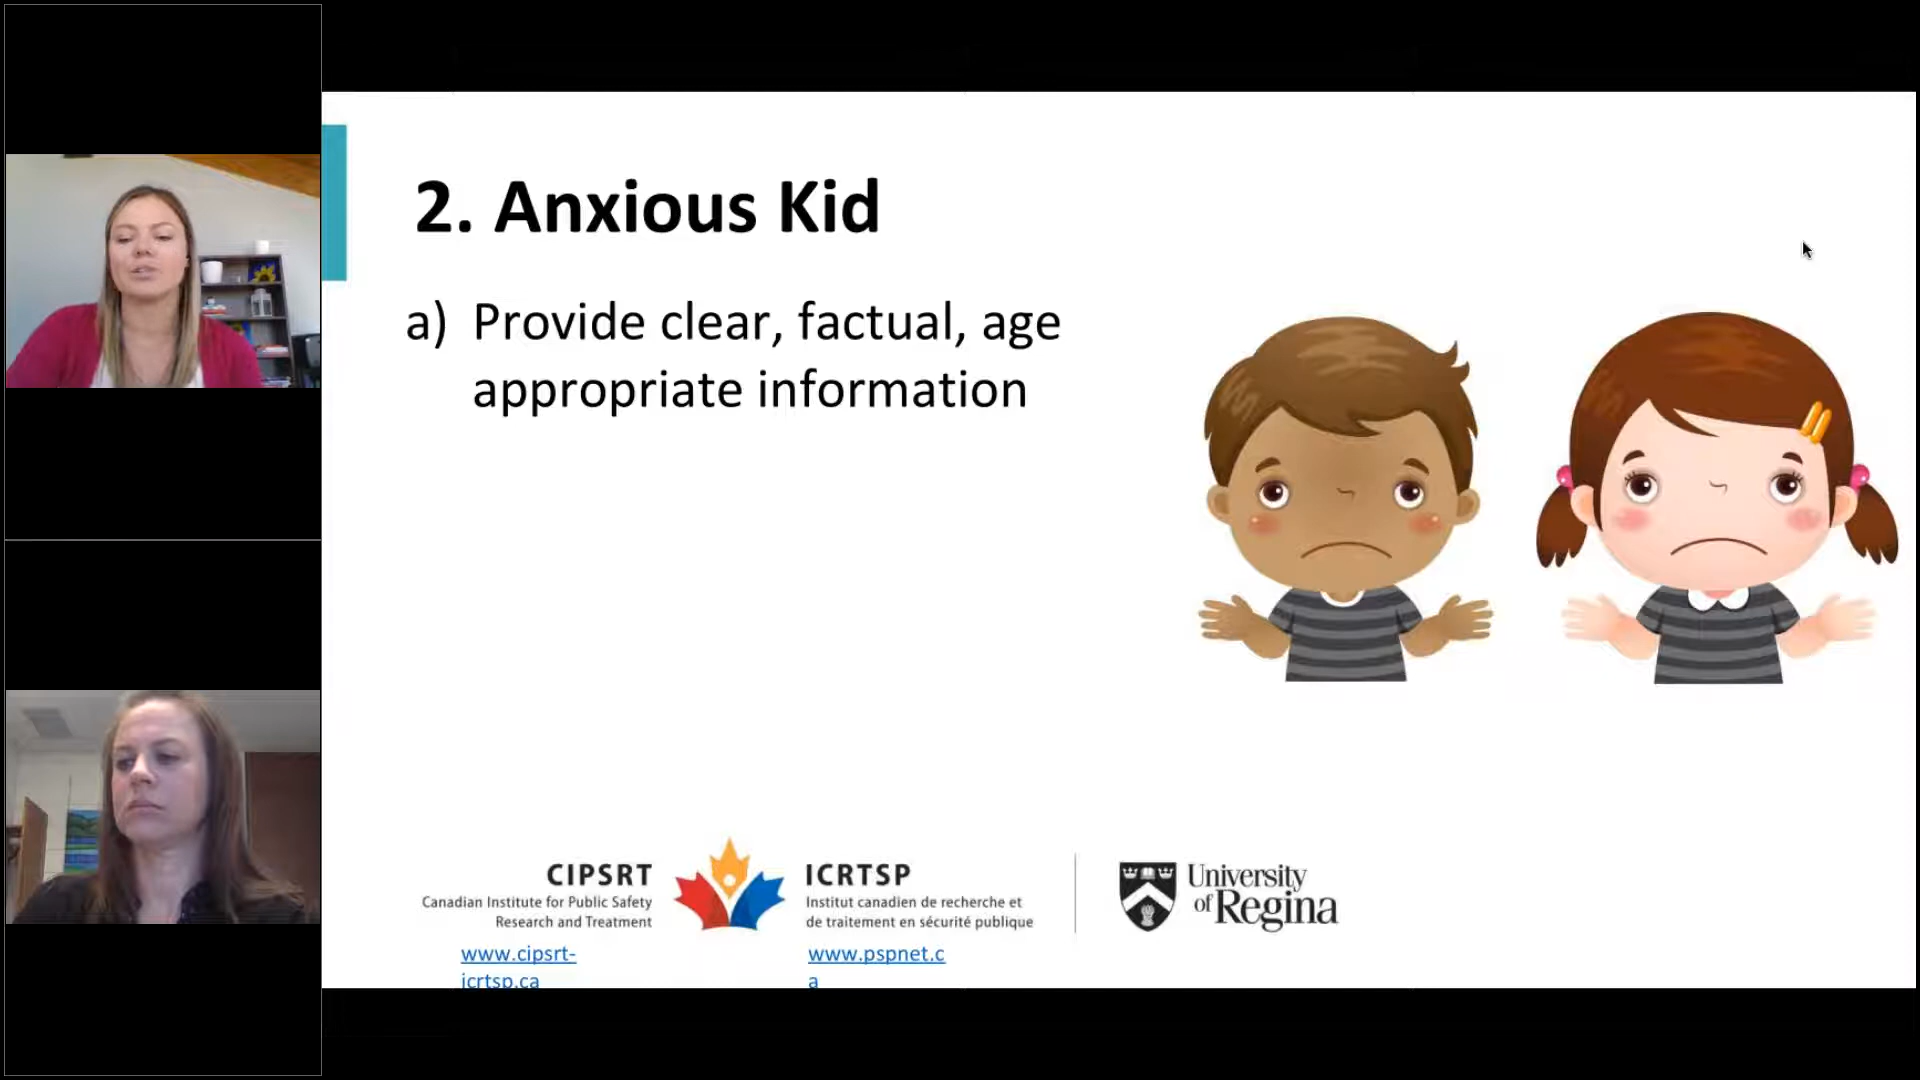 2. Anxious Kid
a) Provide clear, factual, age
appropriate information
CIPSRT
Canadian Institute for Public Safety
Research and Treatment
www.cipsrt-
icrtsp.ca
ICRTSP
Institut canadien de recherche et
de traitement en sécurité publique
www.pspnet.c
a
University
of Regina